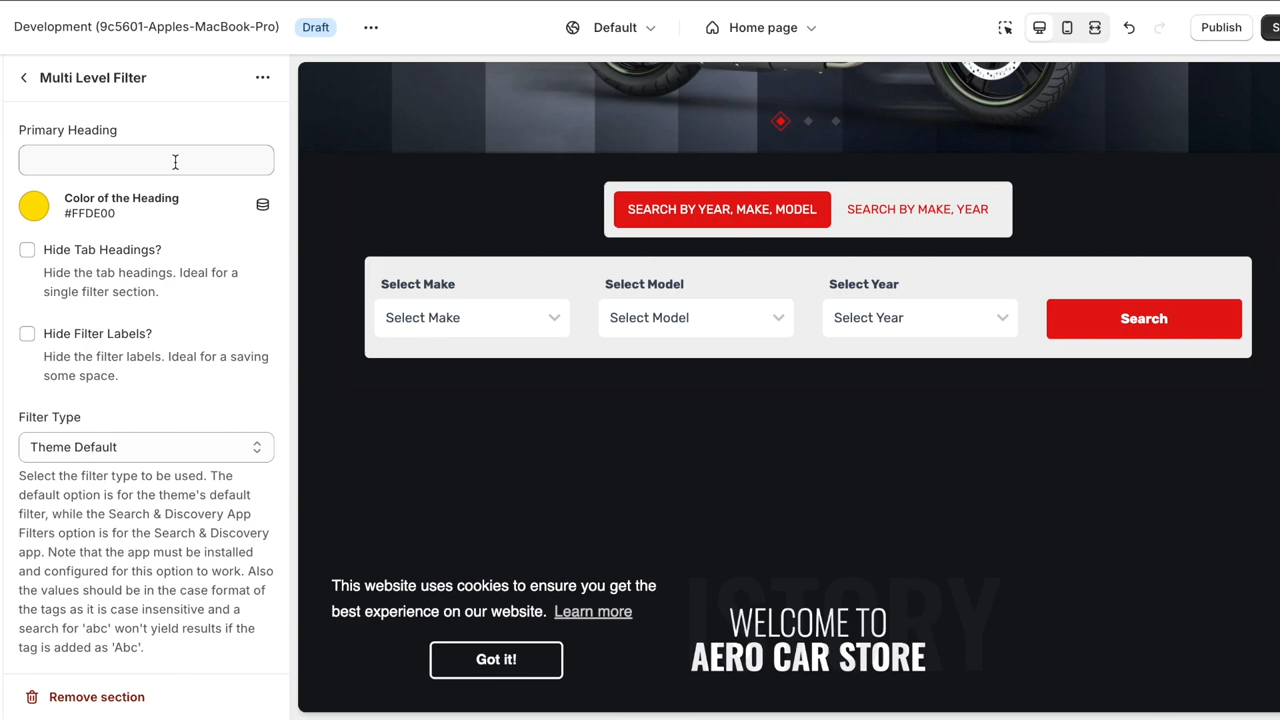 Development (9c5601-Apples-MacBook-Pro) Draft Default Home page Publish S
Multi Level Filter
Primary Heading
Color of the Heading
#FFDE00
Hide Tab Headings?
Hide the tab headings. Ideal for a
single filter section.
Hide Filter Labels?
Hide the filter labels. Ideal for a saving
some space.
Filter Type
Theme Default
Select the filter type to be used. The
default option is for the theme's default
filter, while the Search & Discovery App
Filters option is for the Search & Discovery
app. Note that the app must be installed
and configured for this option to work. Also
the values should be in the case format of
the tags as it is case insensitive and a
search for 'abc' won't yield results if the
tag is added as 'Abc'.
Remove section
SEARCH BY YEAR, MAKE, MODEL SEARCH BY MAKE, YEAR
Select Make Select Model Select Year
Select Make Select Model Select Year Search
This website uses cookies to ensure you get the
best experience on our website. Learn more
Got it!
ISTORY
WELCOME TO
AERO CAR STORE